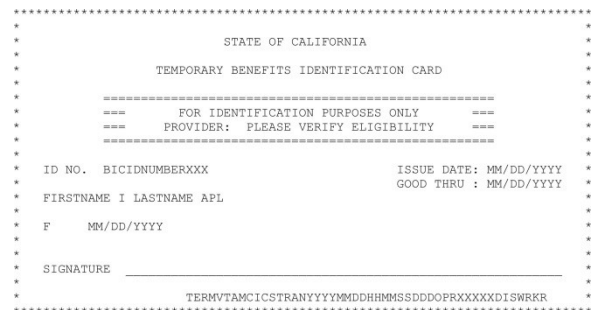 ************************************************************************
STATE OF CALIFORNIA
TEMPORARY BENEFITS IDENTIFICATION CARD
====================================================
=== FOR IDENTIFICATION PURPOSES ONLY ===
=== PROVIDER: PLEASE VERIFY ELIGIBILITY ===
====================================================
ID NO. BICIDNUMBERXXX ISSUE DATE: MM/DD/YYYY
GOOD THRU : MM/DD/YYYY
FIRSTNAME I LASTNAME APL
F MM/DD/YYYY
SIGNATURE
TERMVTAMCICSTRANYYYYMMDDHHMMSSDDDOPRXXXXXDISWRKR
************************************************************************